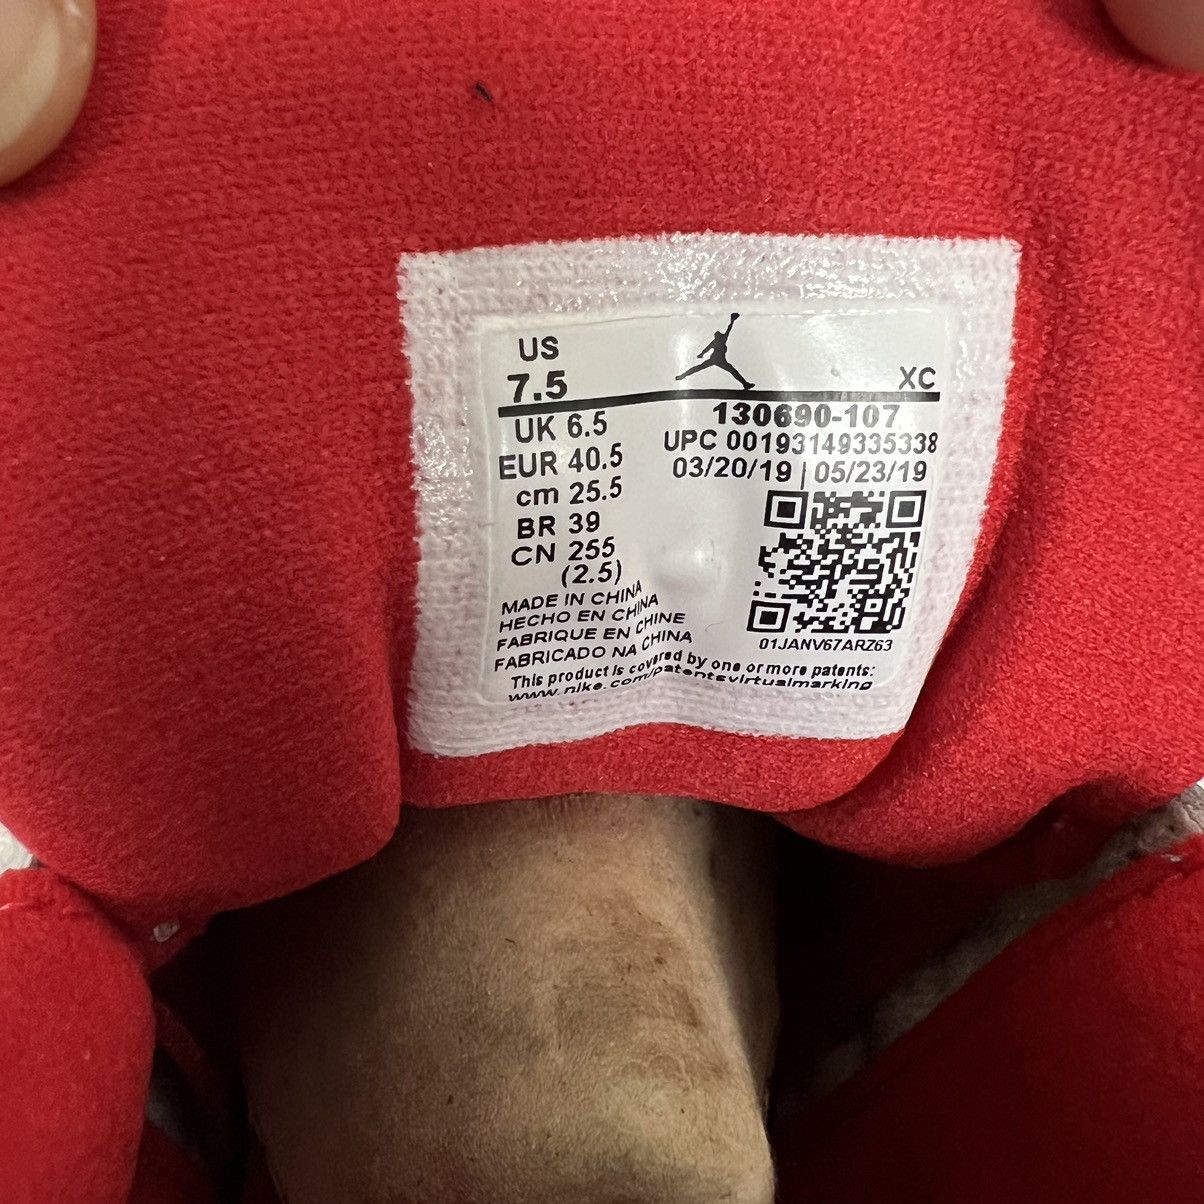 US
7.5
XC
UK 6.5
EUR 40.5
cm 25.5
BR 39
CN 255
(2.5)
130690-107
UPC 00193149335338
03/20/19 | 05/23/19
01JANV67ARZ63
MADE IN CHINA
HECHO EN CHINA
FABRIQUE EN CHINE
FABRICADO NA CHINA
This product is covered by one or more patents:
www.nike.com/patentsvirtualmarking